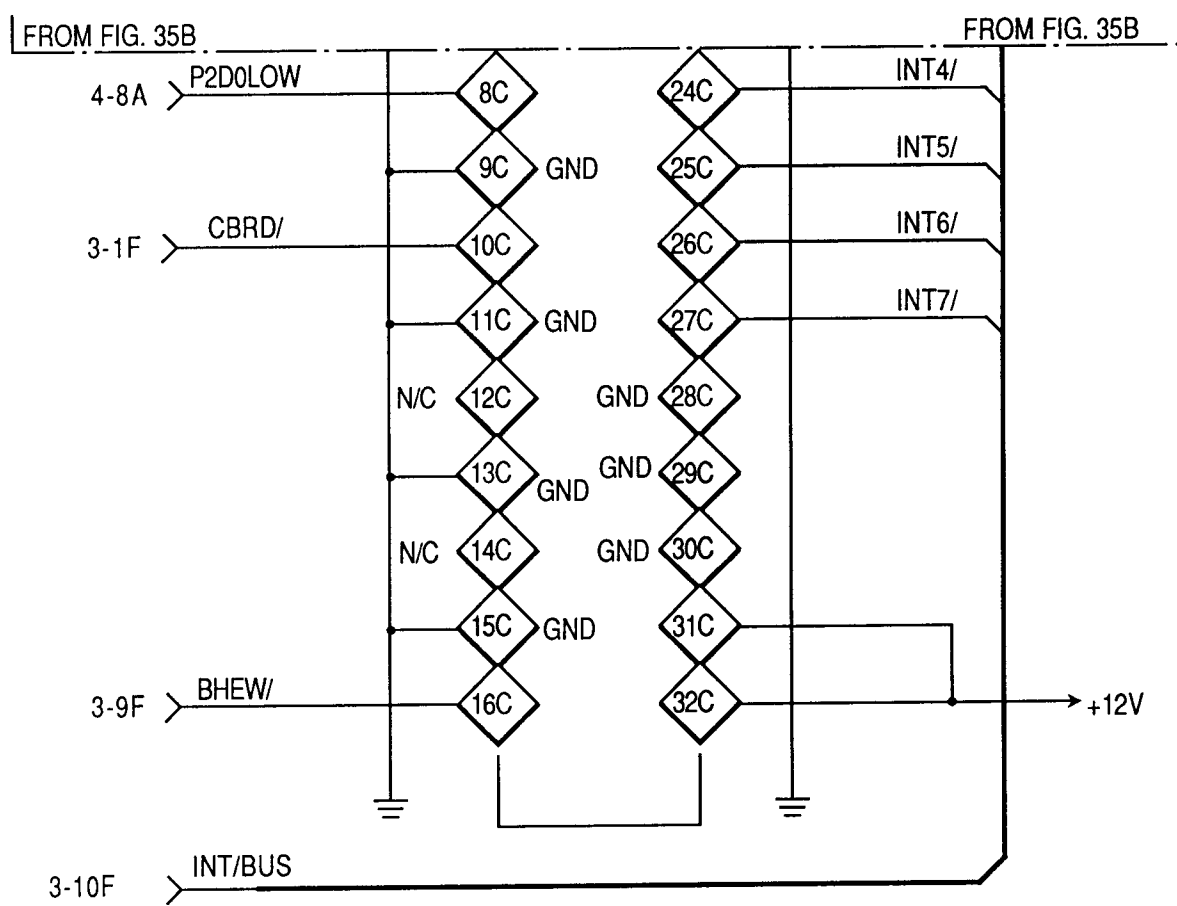 FROM FIG. 35B
FROM FIG. 35B
4-8A P2D0LOW 8C 24C INT4/
9C GND 25C INT5/
3-1F CBRD/ 10C 26C INT6/
11C GND 27C INT7/
N/C 12C GND 28C
13C GND GND 29C
N/C 14C GND 30C
15C GND 31C
3-9F BHEW/ 16C 32C +12V
3-10F INT/BUS